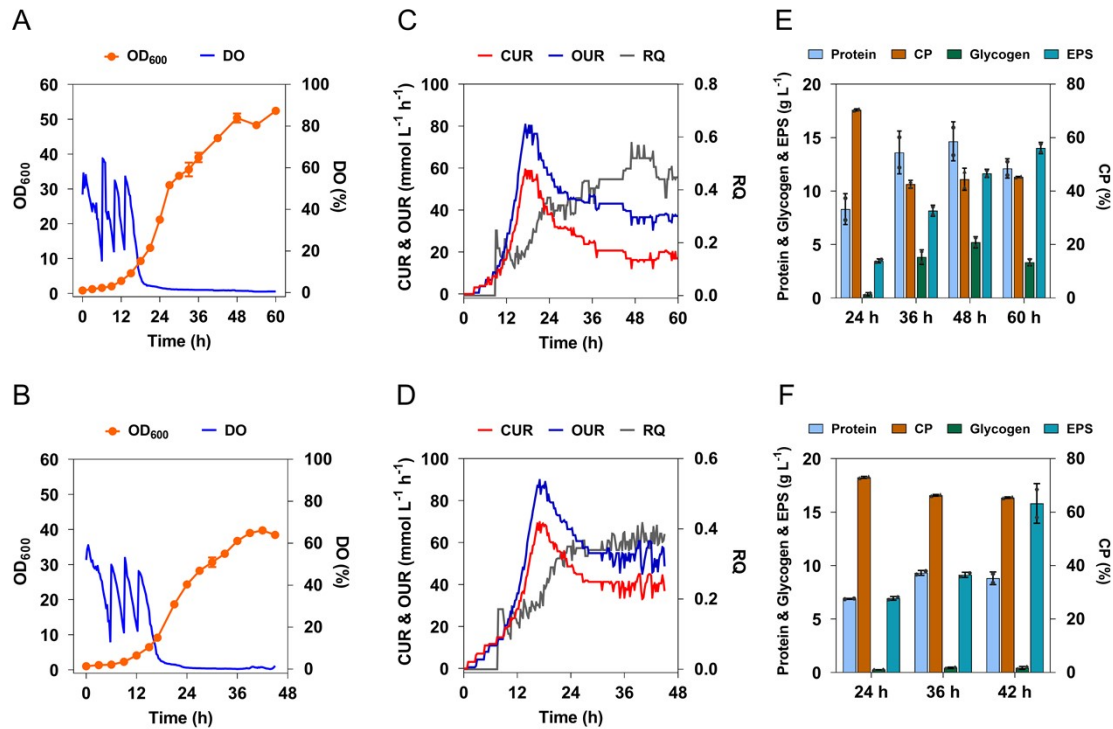 A
OD600 DO
60 50 40 30 20 10 0
OD600
100 80 60 40 20 0
DO (%)
0 12 24 36 48 60
Time (h)
C
CUR OUR RQ
100 80 60 40 20 0
CUR & OUR (mmol L-1 h-1)
0.8 0.6 0.4 0.2 0.0
RQ
0 12 24 36 48 60
Time (h)
E
Protein CP Glycogen EPS
20 15 10 5 0
Protein & Glycogen & EPS (g L-1)
80 60 40 20 0
CP (%)
24 h 36 h 48 h 60 h
B
OD600 DO
60 50 40 30 20 10 0
OD600
100 80 60 40 20 0
DO (%)
0 12 24 36 48
Time (h)
D
CUR OUR RQ
100 80 60 40 20 0
CUR & OUR (mmol L-1 h-1)
0.6 0.4 0.2 0.0
RQ
0 12 24 36 48
Time (h)
F
Protein CP Glycogen EPS
20 15 10 5 0
Protein & Glycogen & EPS (g L-1)
80 60 40 20 0
CP (%)
24 h 36 h 42 h